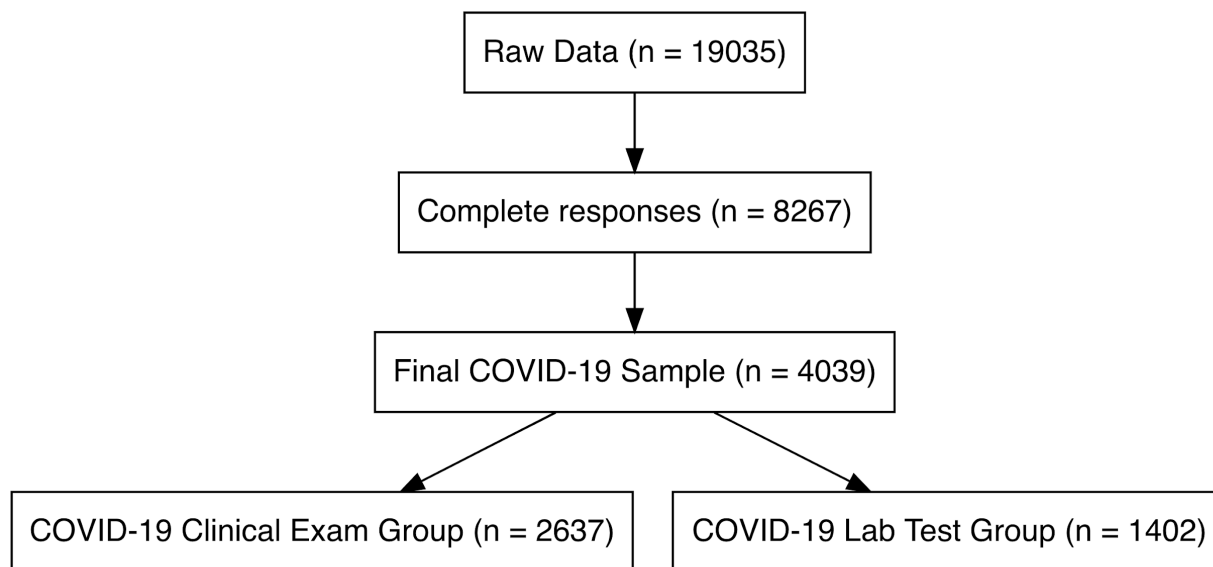 Raw Data (n = 19035)
Complete responses (n = 8267)
Final COVID-19 Sample (n = 4039)
COVID-19 Clinical Exam Group (n = 2637)
COVID-19 Lab Test Group (n = 1402)